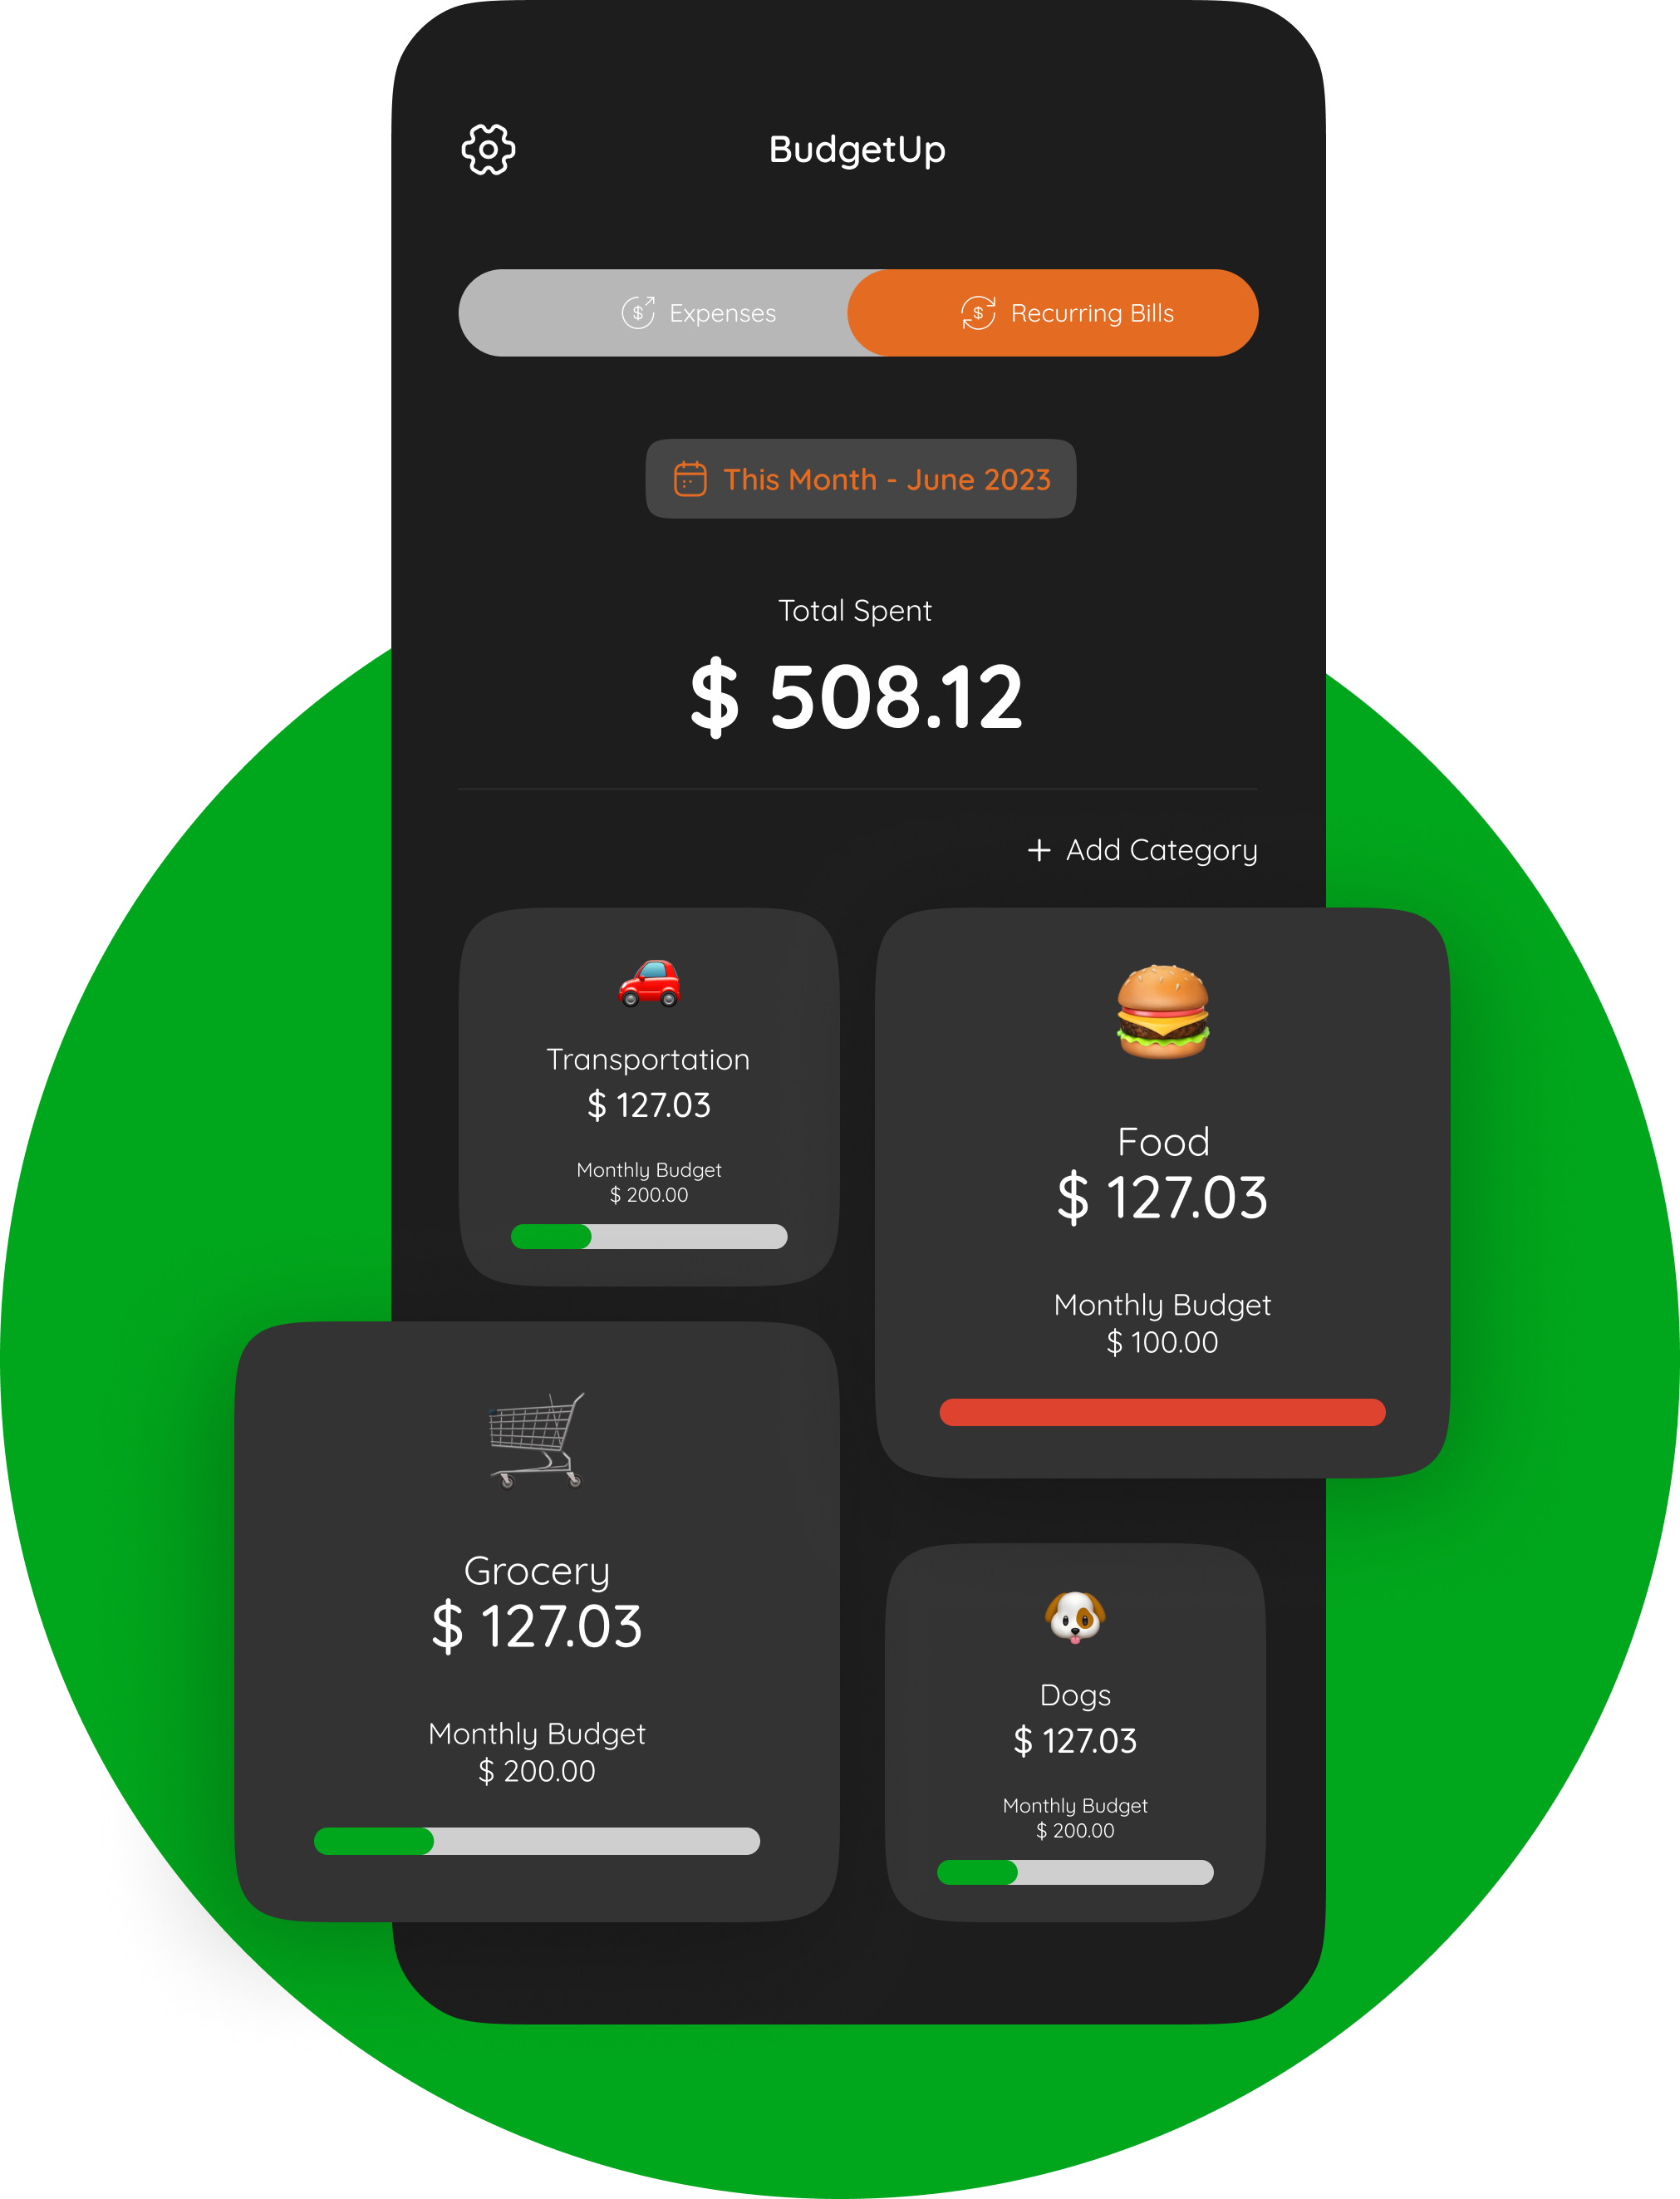 BudgetUp
Expenses
Recurring Bills
This Month - June 2023
Total Spent
$ 508.12
+ Add Category
Transportation
$ 127.03
Monthly Budget
$ 200.00
Food
$ 127.03
Monthly Budget
$ 100.00
Grocery
$ 127.03
Monthly Budget
$ 200.00
Dogs
$ 127.03
Monthly Budget
$ 200.00